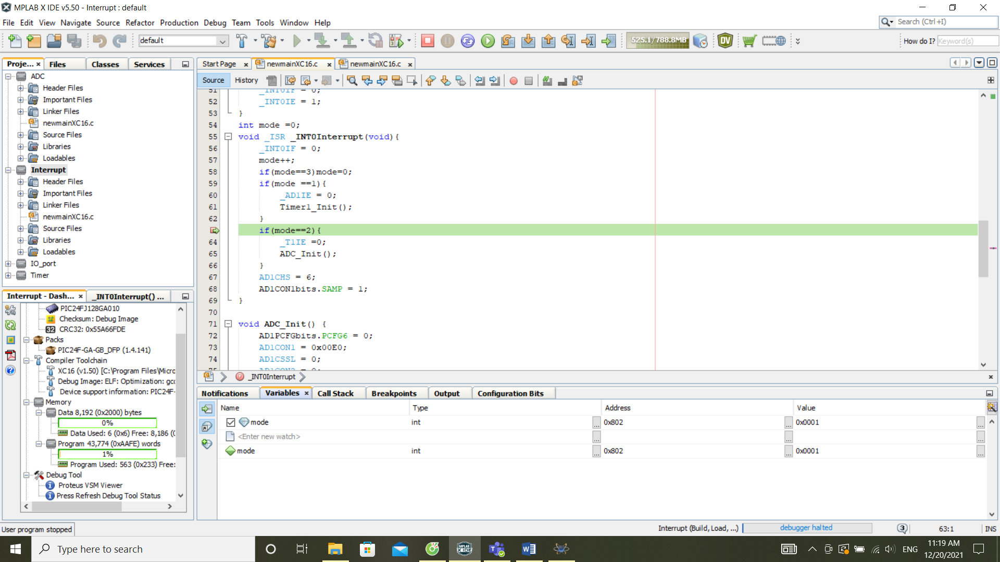 MPLAB X IDE v5.50 - Interrupt : default
File Edit View Navigate Source Refactor Production Debug Team Tools Window Help
Search (Ctrl+I)
default
525.1/788.8MB
DV
How do I? Keyword(s)
Proje... Files Classes Services
ADC
Header Files
Important Files
Linker Files
newmainXC16.c
Source Files
Libraries
Loadables
Interrupt
Header Files
Important Files
Linker Files
newmainXC16.c
Source Files
Libraries
Loadables
IO_port
Timer
Interrupt - Dash... _INT0Interrupt() ...
PIC24FJ128GA010
Checksum: Debug Image
32 CRC32: 0x55A66FDE
Packs
PIC24F-GA-GB_DFP (1.4.141)
Compiler Toolchain
XC16 (v1.50) [C:\Program Files\Micro
Debug Image: ELF: Optimization: gcc
Device support information: PIC24F-
Memory
Data 8,192 (0x2000) bytes
0%
Data Used: 6 (0x6) Free: 8,186 (0
Program 43,774 (0xAAFE) words
1%
Program Used: 563 (0x233) Free:
Debug Tool
Proteus VSM Viewer
Press Refresh Debug Tool Status
Start Page newmainXC16.c newmainXC16.c
Source History
51 _INT0IF = 0;
52 _INT0IE = 1;
53 }
54 int mode =0;
55 void _ISR _INT0Interrupt(void){
56 _INT0IF = 0;
57 mode++;
58 if(mode==3)mode=0;
59 if(mode ==1){
60 _AD1IE = 0;
61 Timer1_Init();
62 }
if(mode==2){
64 _T1IE =0;
65 ADC_Init();
66 }
67 AD1CHS = 6;
68 AD1CON1bits.SAMP = 1;
69 }
70
71 void ADC_Init() {
72 AD1PCFGbits.PCFG6 = 0;
73 AD1CON1 = 0x00E0;
74 AD1CSSL = 0;
75 AD1CON2 = 0;
_INT0Interrupt
Notifications Variables Call Stack Breakpoints Output Configuration Bits
Name Type Address Value
mode int ... 0x802 ... 0x0001 ...
<Enter new watch> ... ... ...
mode int ... 0x802 ... 0x0001 ...
User program stopped
Interrupt (Build, Load, ...) debugger halted 3 63:1 INS
Type here to search
ENG
11:19 AM
12/20/2021